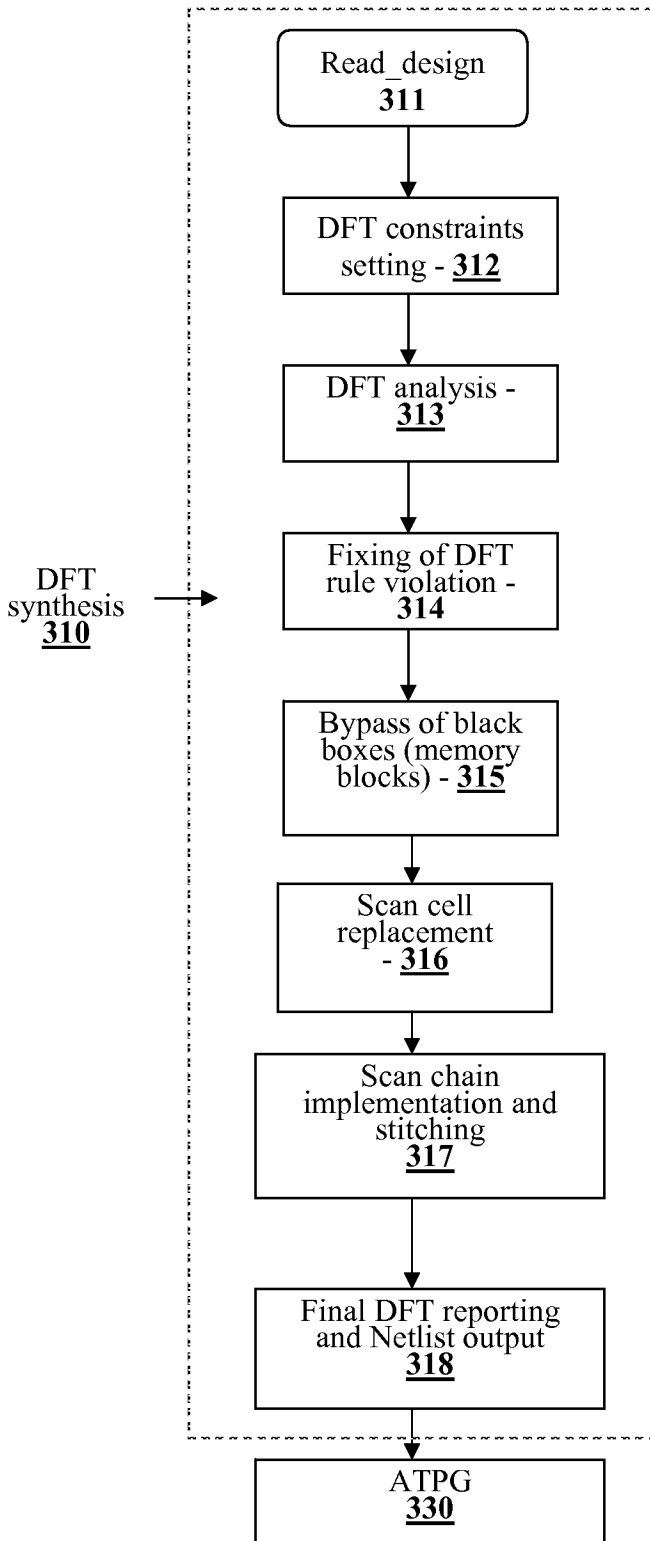 Read_design
311
DFT constraints
setting - 312
DFT analysis -
313
Fixing of DFT
rule violation -
314
DFT
synthesis
310
Bypass of black
boxes (memory
blocks) - 315
Scan cell
replacement
- 316
Scan chain
implementation and
stitching
317
Final DFT reporting
and Netlist output
318
ATPG
330